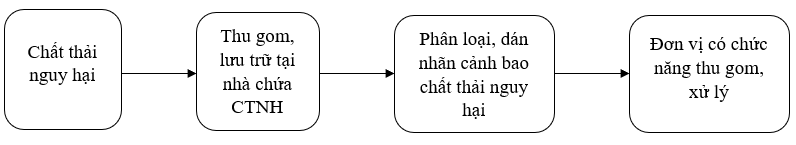 Chất thải
nguy hại
Thu gom,
lưu trữ tại
nhà chứa
CTNH
Phân loại, dán
nhãn cảnh bao
chất thải nguy
hại
Đơn vị có chức
năng thu gom,
xử lý